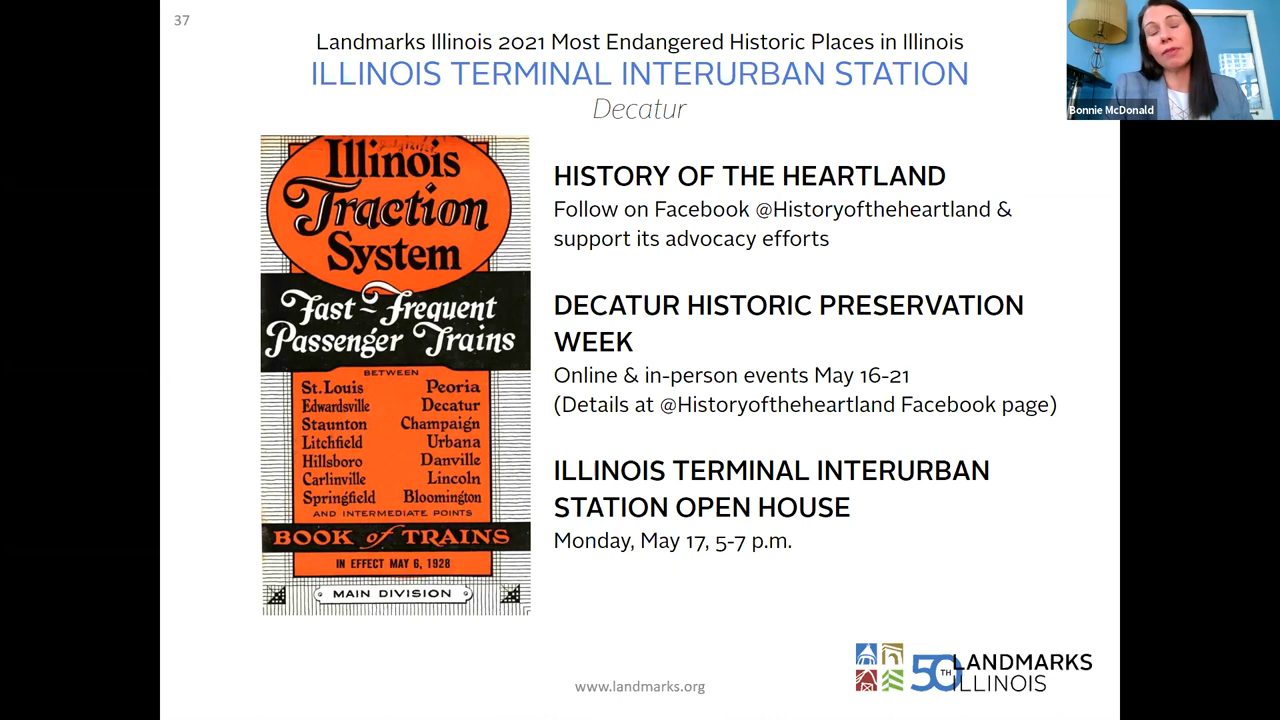 37
Landmarks Illinois 2021 Most Endangered Historic Places in Illinois
ILLINOIS TERMINAL INTERURBAN STATION
Decatur
Bonnie McDonald
Illinois
Traction
System
Fast-Frequent
Passenger Trains
BETWEEN
St. Louis Peoria
Edwardsville Decatur
Staunton Champaign
Litchfield Urbana
Hillsboro Danville
Carlinville Lincoln
Springfield Bloomington
AND INTERMEDIATE POINTS
BOOK of TRAINS
IN EFFECT MAY 6, 1928
MAIN DIVISION
HISTORY OF THE HEARTLAND
Follow on Facebook @Historyoftheheartland &
support its advocacy efforts
DECATUR HISTORIC PRESERVATION
WEEK
Online & in-person events May 16-21
(Details at @Historyoftheheartland Facebook page)
ILLINOIS TERMINAL INTERURBAN
STATION OPEN HOUSE
Monday, May 17, 5-7 p.m.
www.landmarks.org
50TH LANDMARKS
ILLINOIS